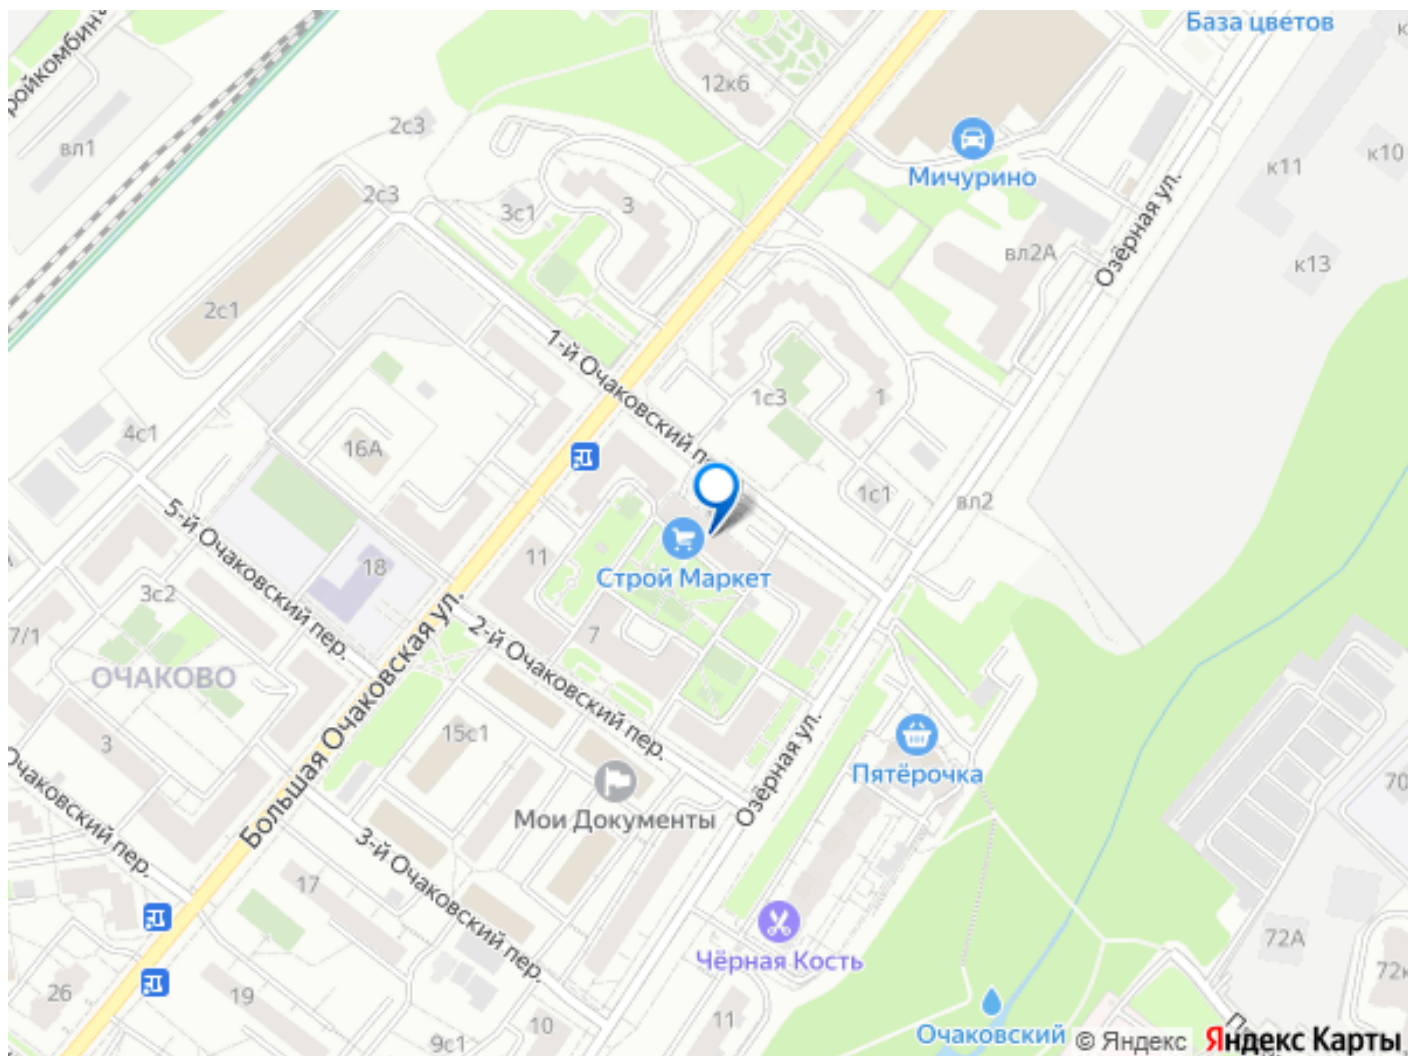 База цветов
12к6
2с3
вл1
к11
к10
Мичурино
2с3
3с1
3
Озёрная ул.
вл2А
к13
2с1
1-й Очаковский п
1с3
1
4с1
16А
1с1
вл2
5-й Очаковский пер.
11
18
Строй Маркет
3с2
7/1
7
2-й Очаковский пер.
ОЧАКОВО
Большая Очаковская ул.
3
15с1
Озёрная ул.
Пятёрочка
70
Мои Документы
Очаковский пер.
3-й Очаковский пер.
17
72А
Чёрная Кость
72к
26
19
10
11
9с1
Очаковский
© Яндекс
Яндекс Карты